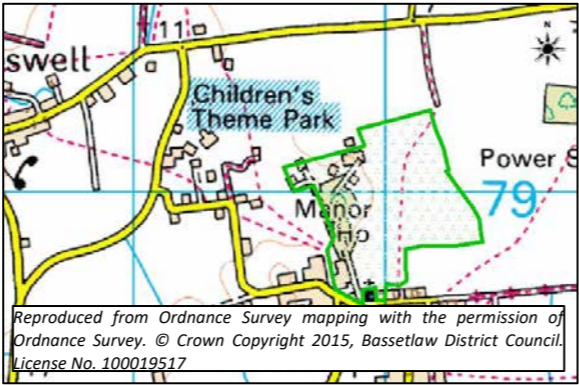 11
swell
Children's
Theme Park
N
Power S
79
Manor
Ho
Reproduced from Ordnance Survey mapping with the permission of
Ordnance Survey. © Crown Copyright 2015, Bassetlaw District Council.
License No. 100019517